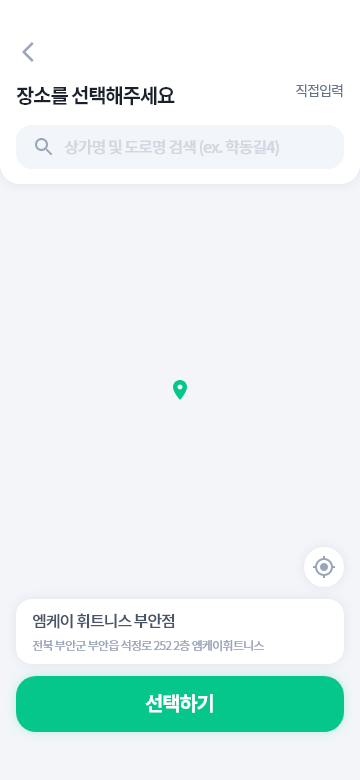 장소를 선택해주세요
직접입력
상가명 및 도로명 검색 (ex. 학동길4)
엠케이 휘트니스 부안점
전북 부안군 부안읍 석정로 252 2층 엠케이휘트니스
선택하기